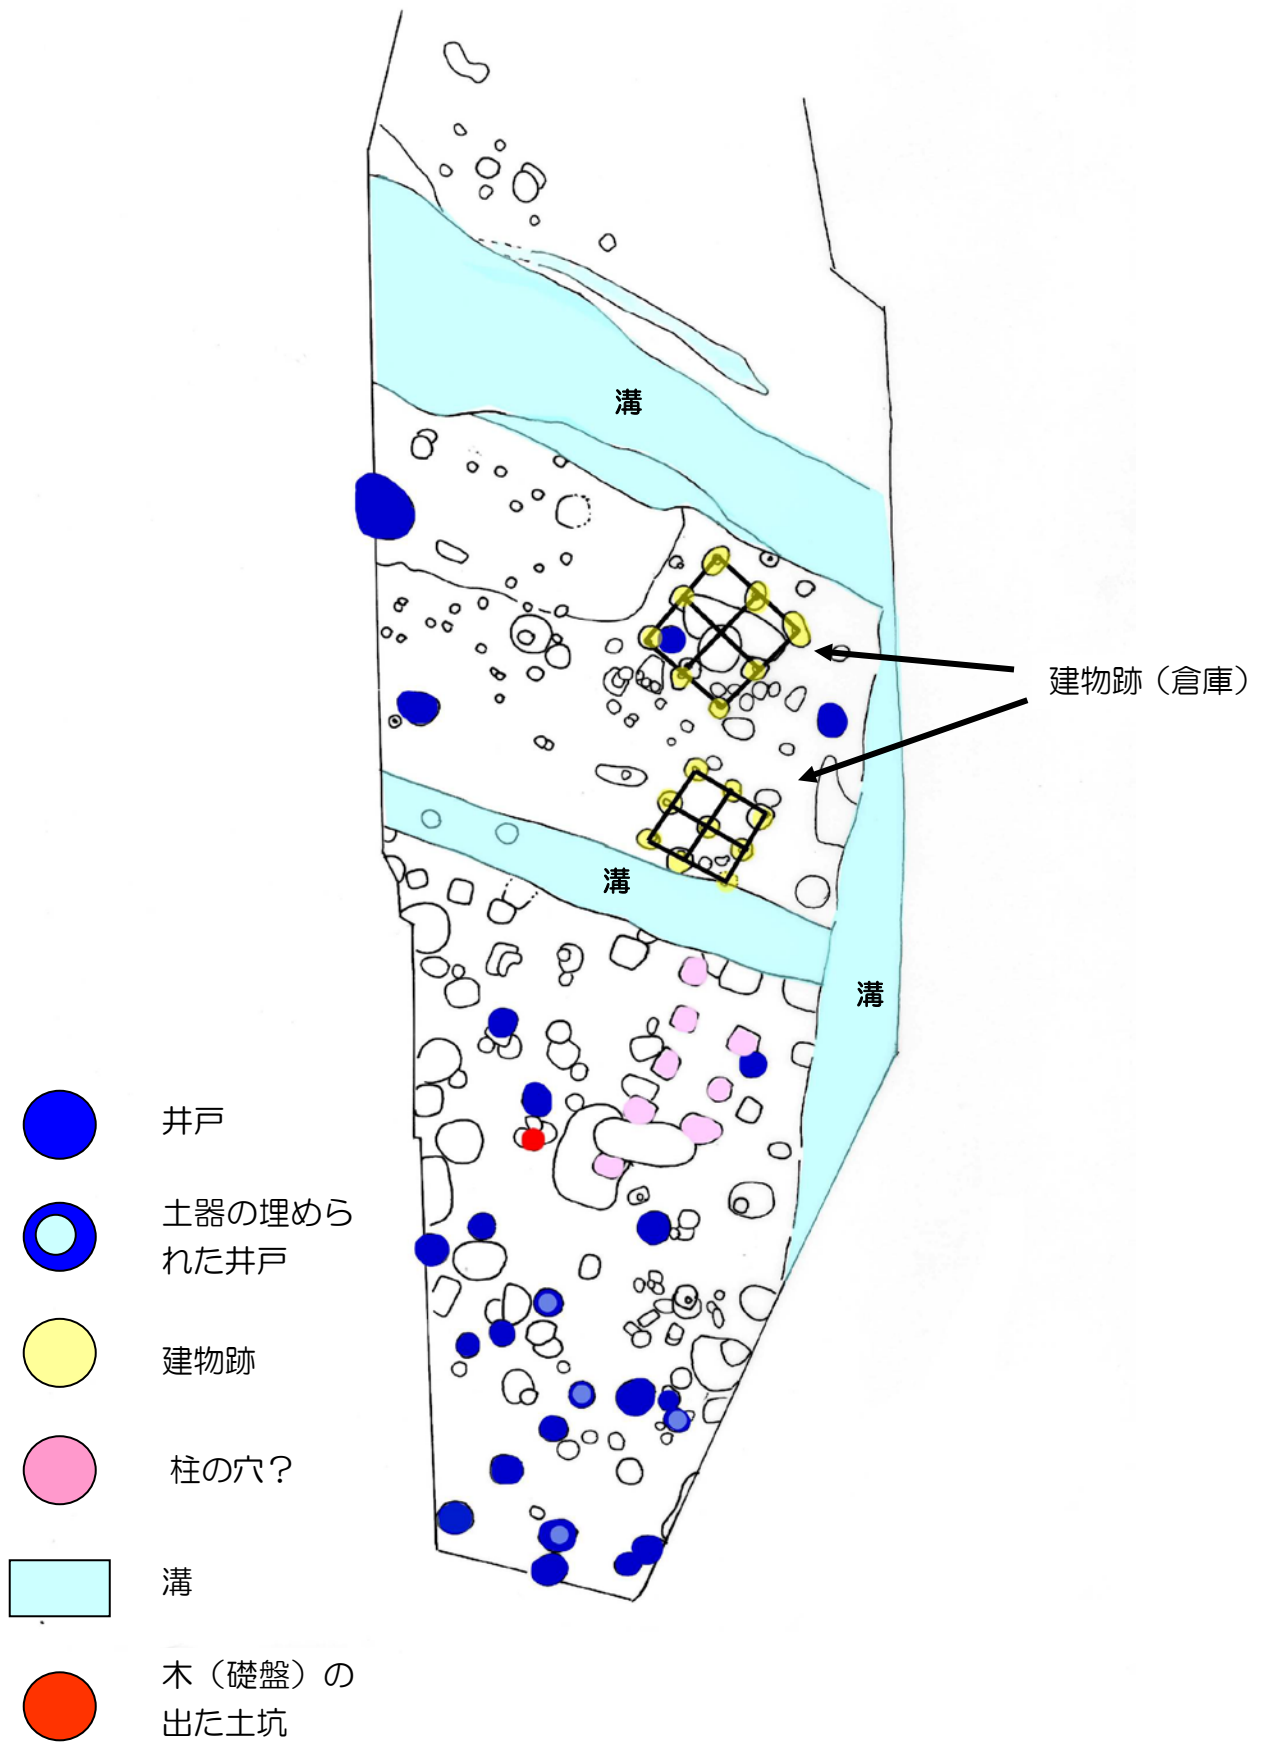 溝
建物跡（倉庫）
溝
溝
井戸
土器の埋めら
れた井戸
建物跡
柱の穴？
溝
木（礎盤）の
出た土坑